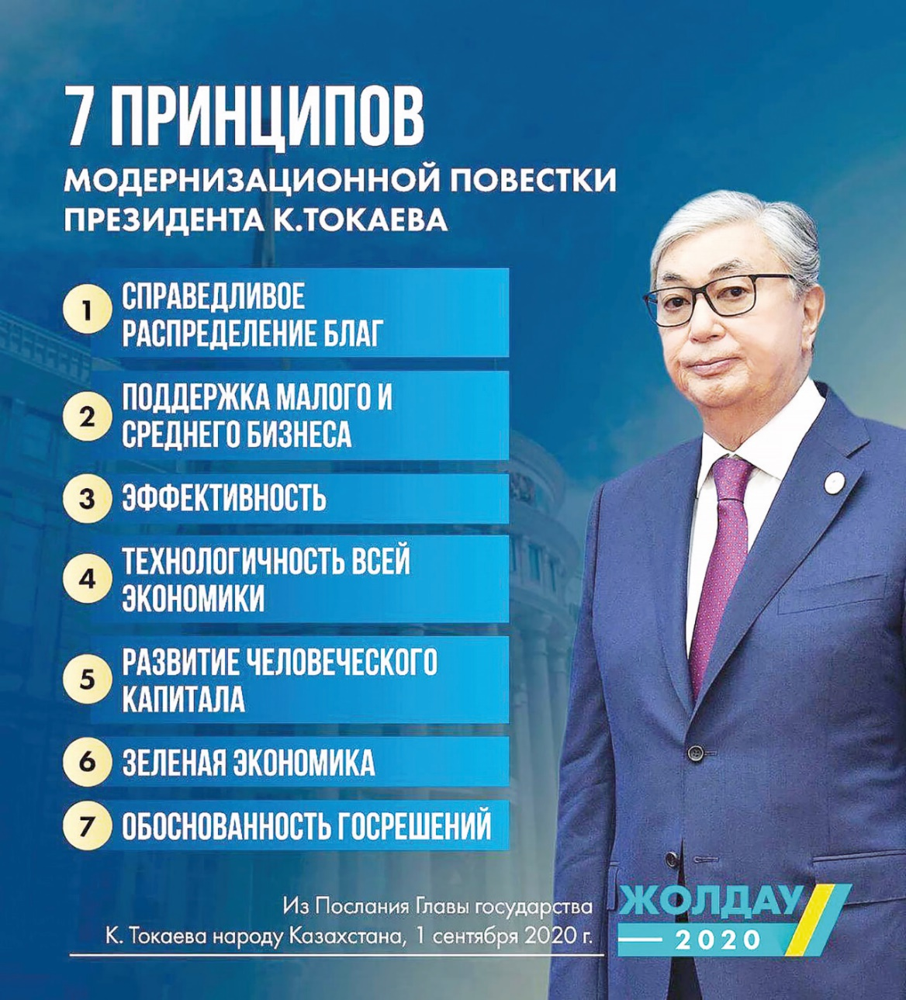 7 ПРИНЦИПОВ
МОДЕРНИЗАЦИОННОЙ ПОВЕСТКИ
ПРЕЗИДЕНТА К.ТОКАЕВА
1 СПРАВЕДЛИВОЕ
РАСПРЕДЕЛЕНИЕ БЛАГ
2 ПОДДЕРЖКА МАЛОГО И
СРЕДНЕГО БИЗНЕСА
3 ЭФФЕКТИВНОСТЬ
4 ТЕХНОЛОГИЧНОСТЬ ВСЕЙ
ЭКОНОМИКИ
5 РАЗВИТИЕ ЧЕЛОВЕЧЕСКОГО
КАПИТАЛА
6 ЗЕЛЕНАЯ ЭКОНОМИКА
7 ОБОСНОВАННОСТЬ ГОСРЕШЕНИЙ
Из Послания Главы государства
К. Токаева народу Казахстана, 1 сентября 2020 г.
ЖОЛДАУ
2020